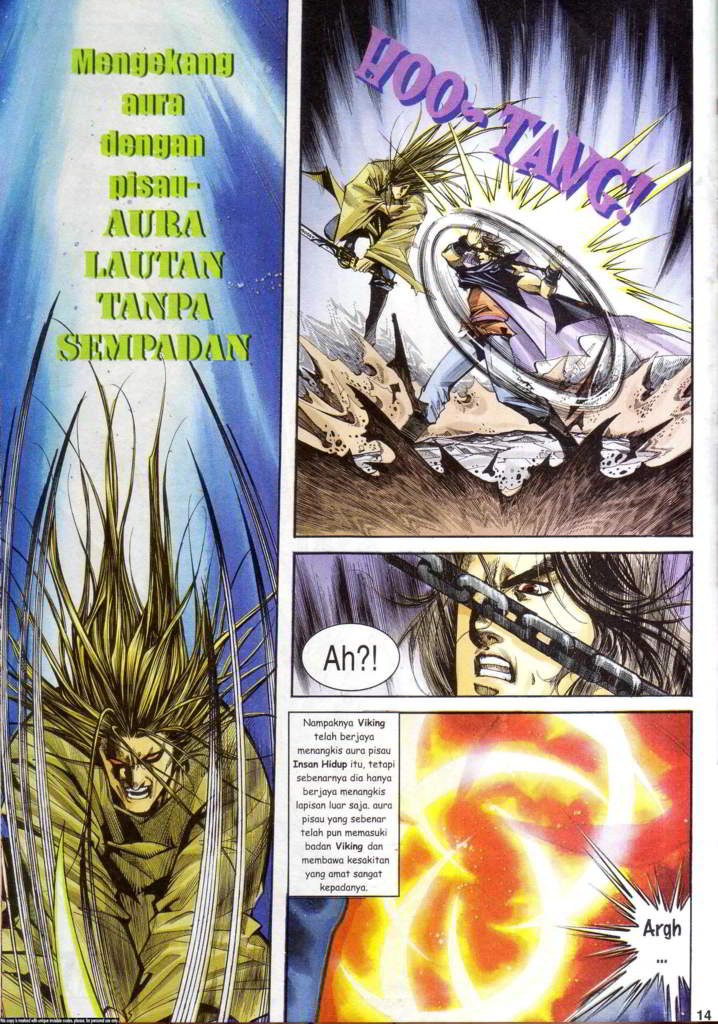 Mengekang
aura
dengan
pisau-
AURA
LAUTAN
TANPA
SEMPADAN
HOO~TANG!
Ah?!
Nampaknya Viking
telah berjaya
menangkis aura pisau
Insan Hidup itu, tetapi
sebenarnya dia hanya
berjaya menangkis
lapisan luar saja. aura
pisau yang sebenar
telah pun memasuki
badan Viking dan
membawa kesakitan
yang amat sangat
kepadanya.
Argh
...
14